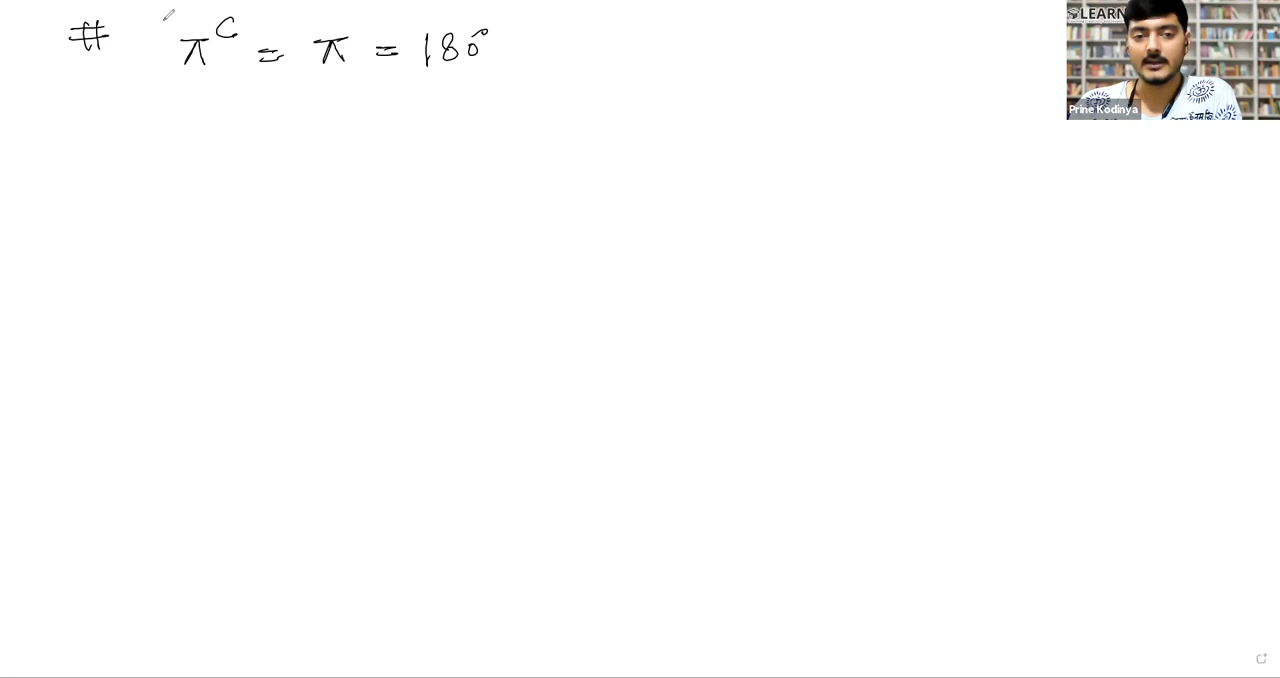 # π^c = π = 180°
LEARN
Prine Kodinya